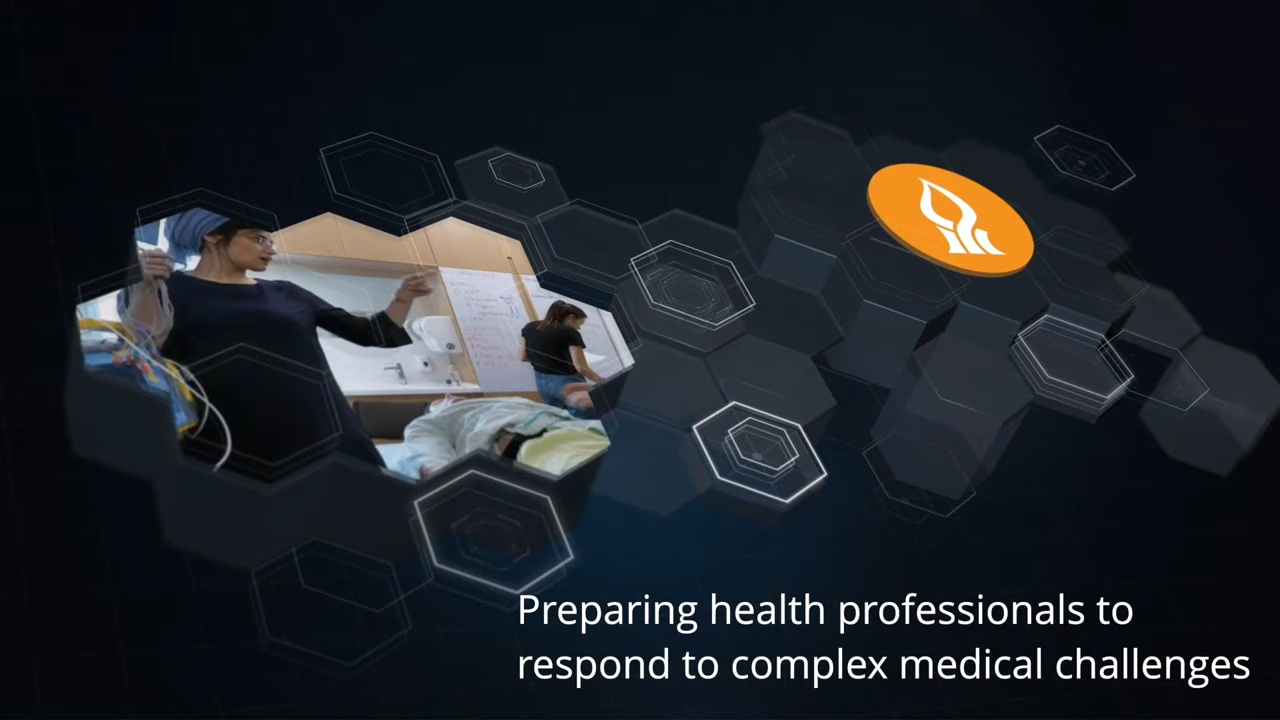 Preparing health professionals to
respond to complex medical challenges